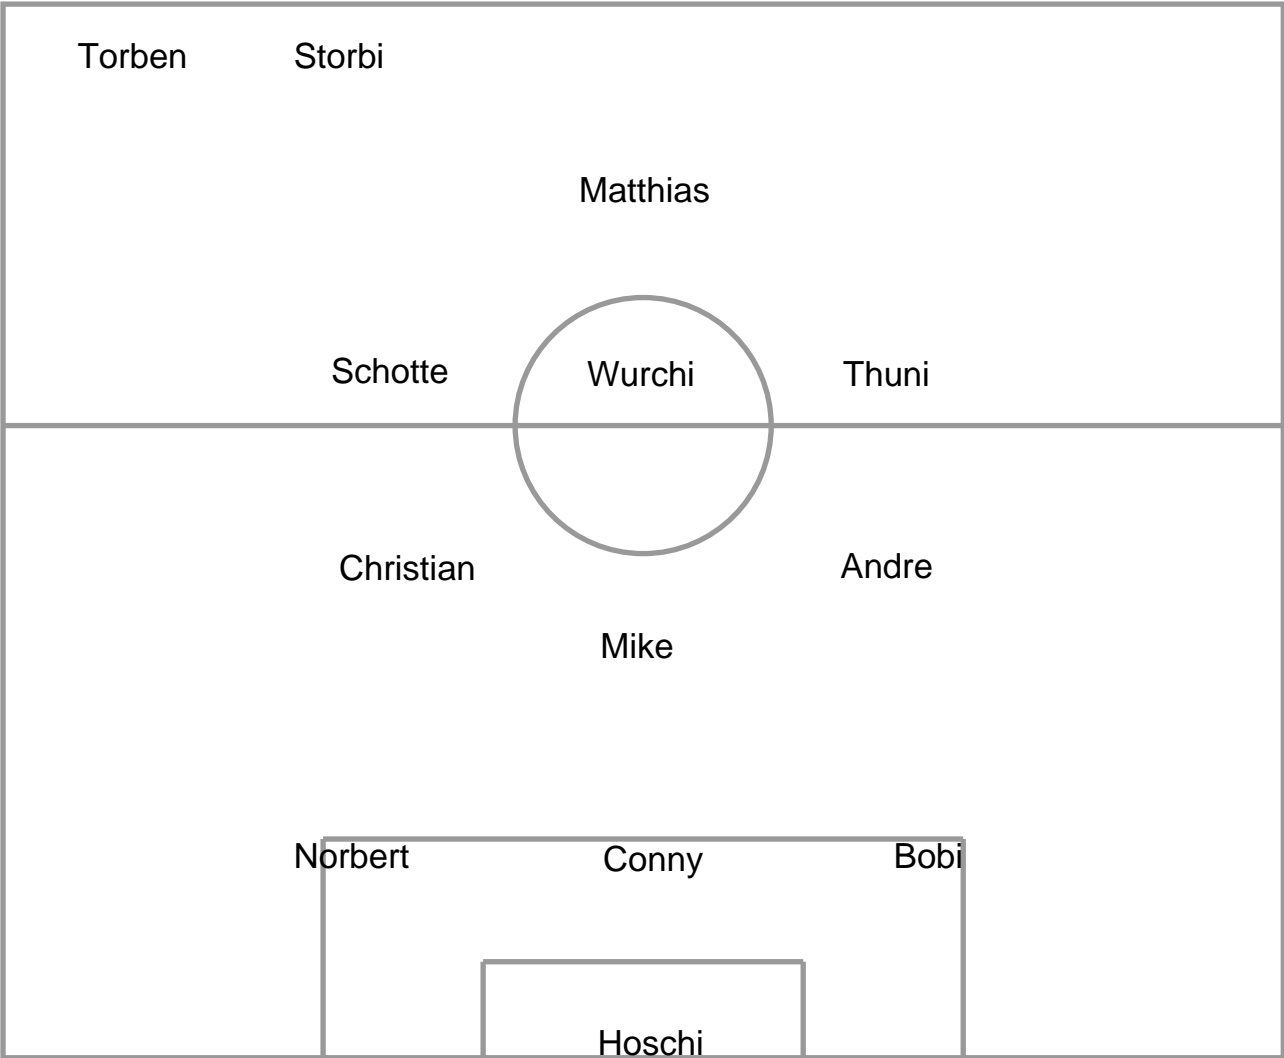 Torben Storbi
Matthias
Schotte Wurchi Thuni
Christian Andre
Mike
Norbert Conny Bobi
Hoschi